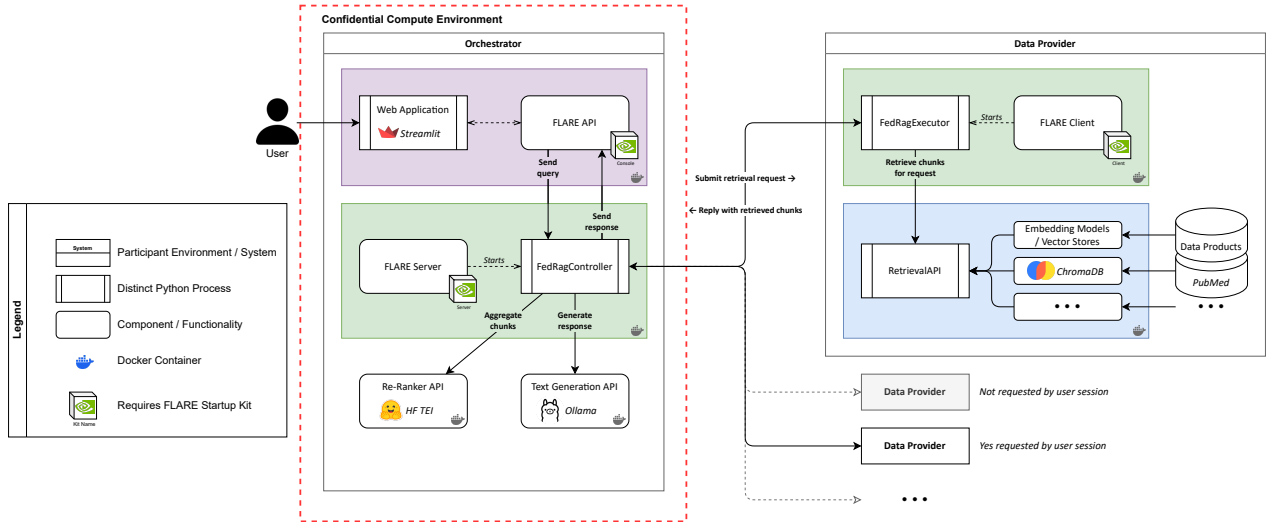 Confidential Compute Environment
Orchestrator
Web Application
Streamlit
FLARE API
Console
User
Send
query
Send
response
FLARE Server
Server
Starts
FedRagController
Aggregate
chunks
Generate
response
Re-Ranker API
HF TEI
Text Generation API
Ollama
Submit retrieval request →
← Reply with retrieved chunks
Data Provider
FedRagExecutor
Starts
FLARE Client
Client
Retrieve chunks
for request
RetrievalAPI
Embedding Models
/ Vector Stores
ChromaDB
• • •
Data Products
PubMed
• • •
Data Provider
Not requested by user session
Data Provider
Yes requested by user session
• • •
Legend
System
Participant Environment / System
Distinct Python Process
Component / Functionality
Docker Container
Kit Name
Requires FLARE Startup Kit